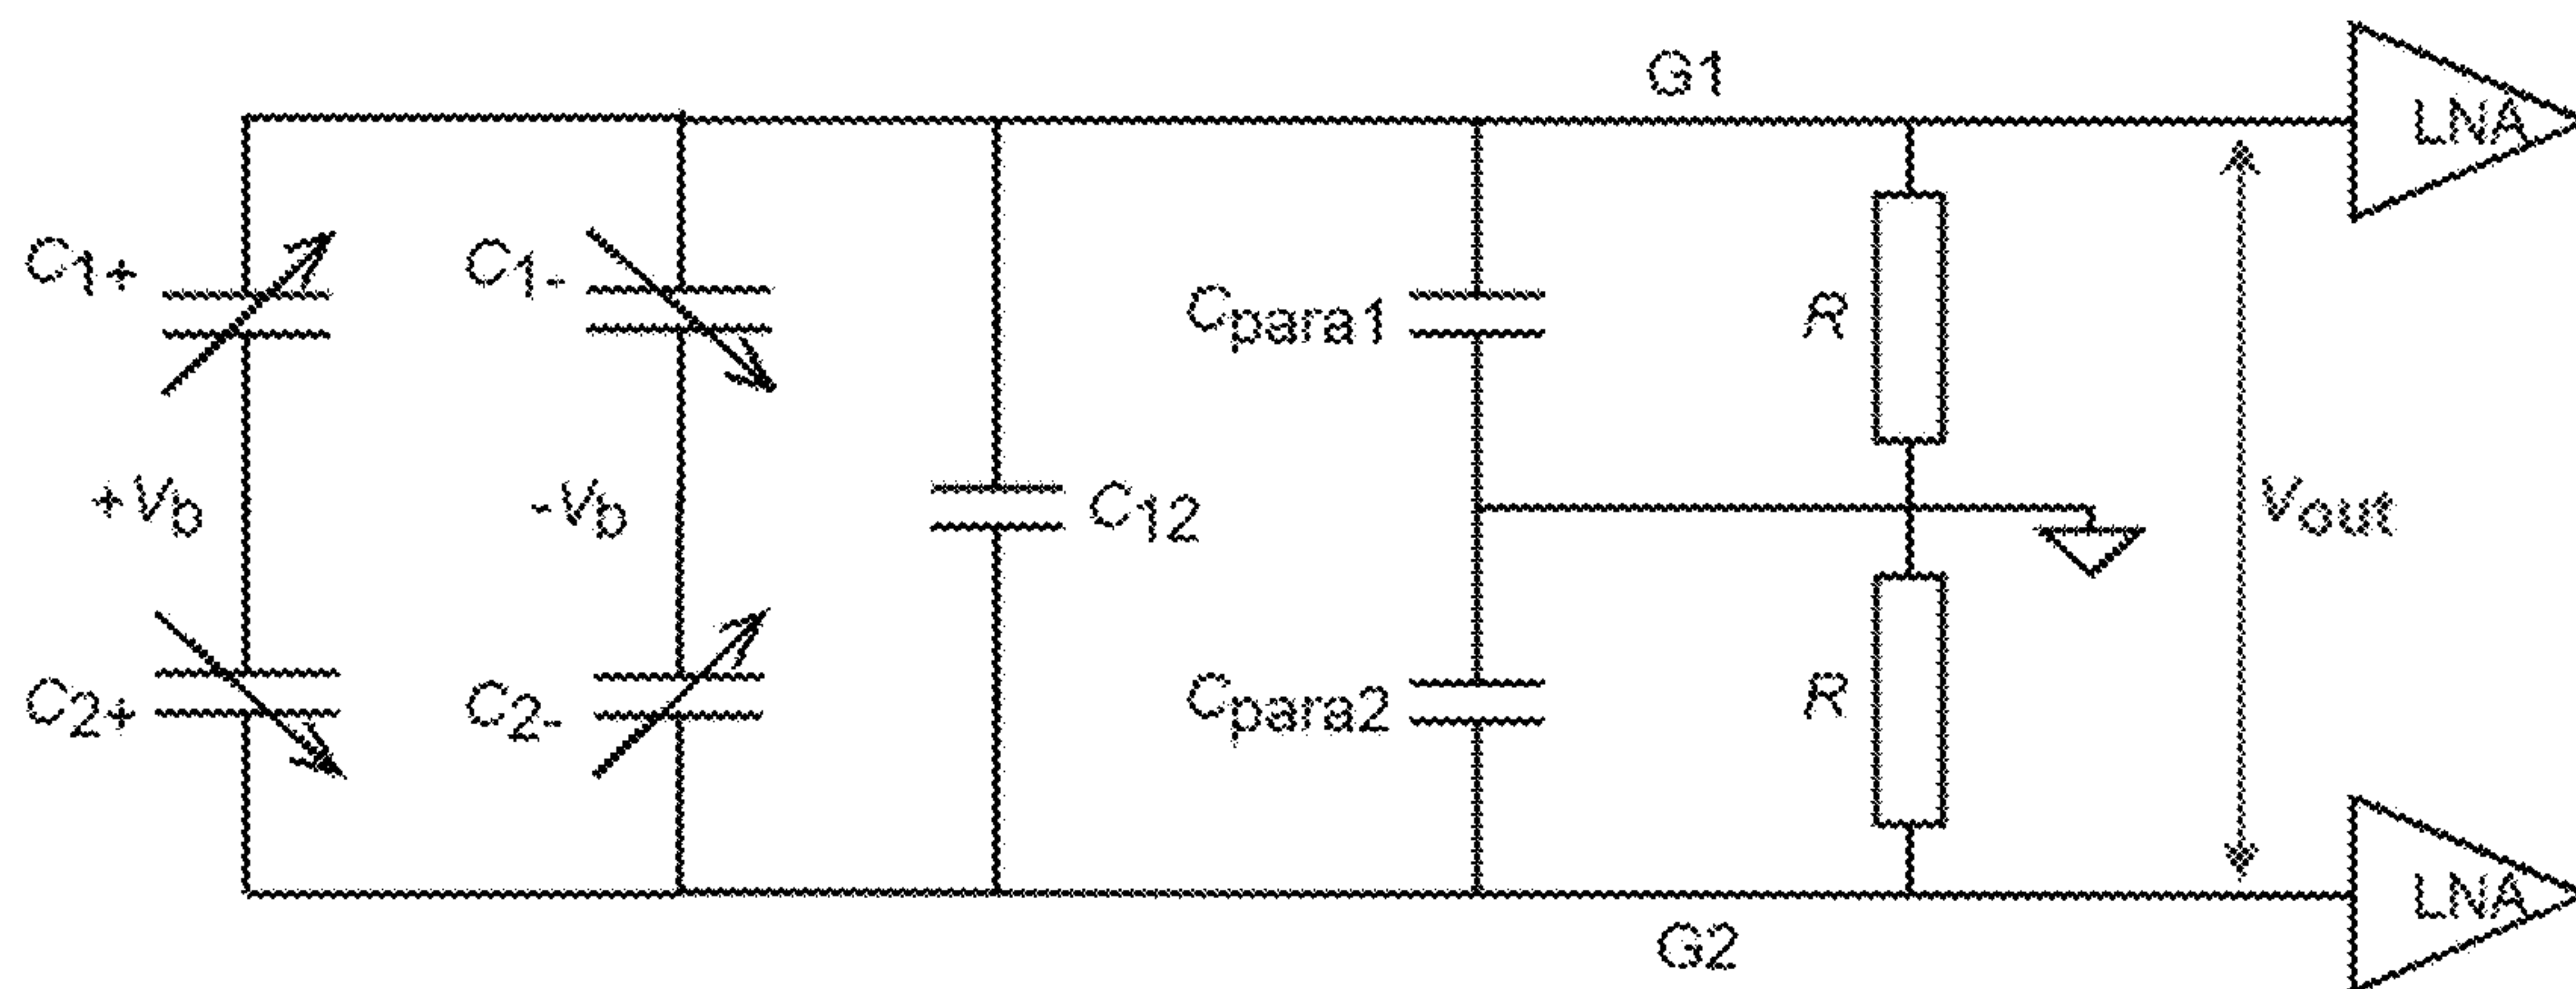 G1
LNA
C1+
C1-
Cpara1
R
+Vb
-Vb
C12
Vout
C2+
C2-
Cpara2
R
LNA
G2